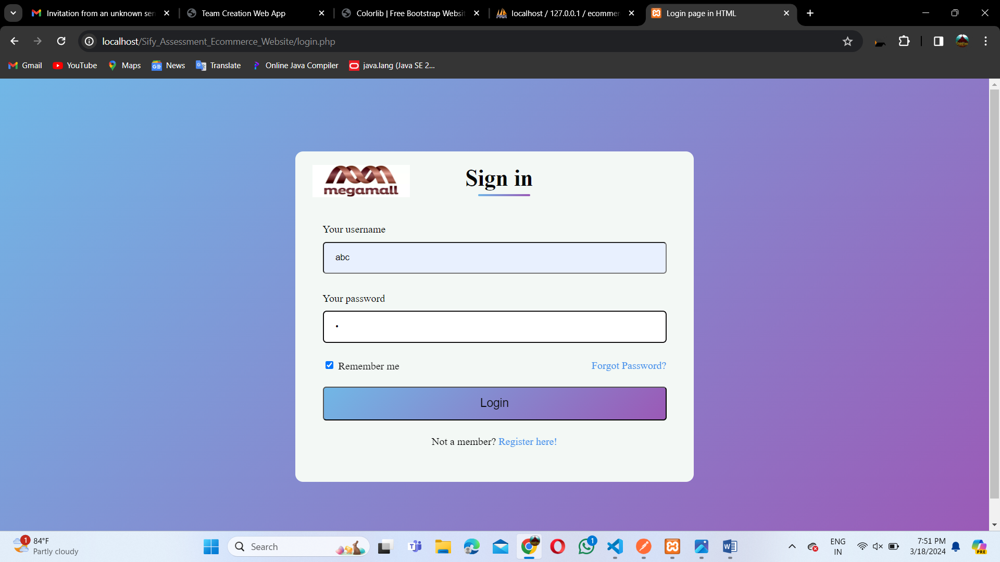 Invitation from an unknown sen
Team Creation Web App
Colorlib | Free Bootstrap Websit
localhost / 127.0.0.1 / ecommer
Login page in HTML
localhost/Sify_Assessment_Ecommerce_Website/login.php
Gmail
YouTube
Maps
News
Translate
Online Java Compiler
java.lang (Java SE 2...
megamall
Sign in
Your username
abc
Your password
Remember me
Forgot Password?
Login
Not a member? Register here!
1
84°F
Partly cloudy
Search
1
ENG
IN
7:51 PM
3/18/2024
PRE